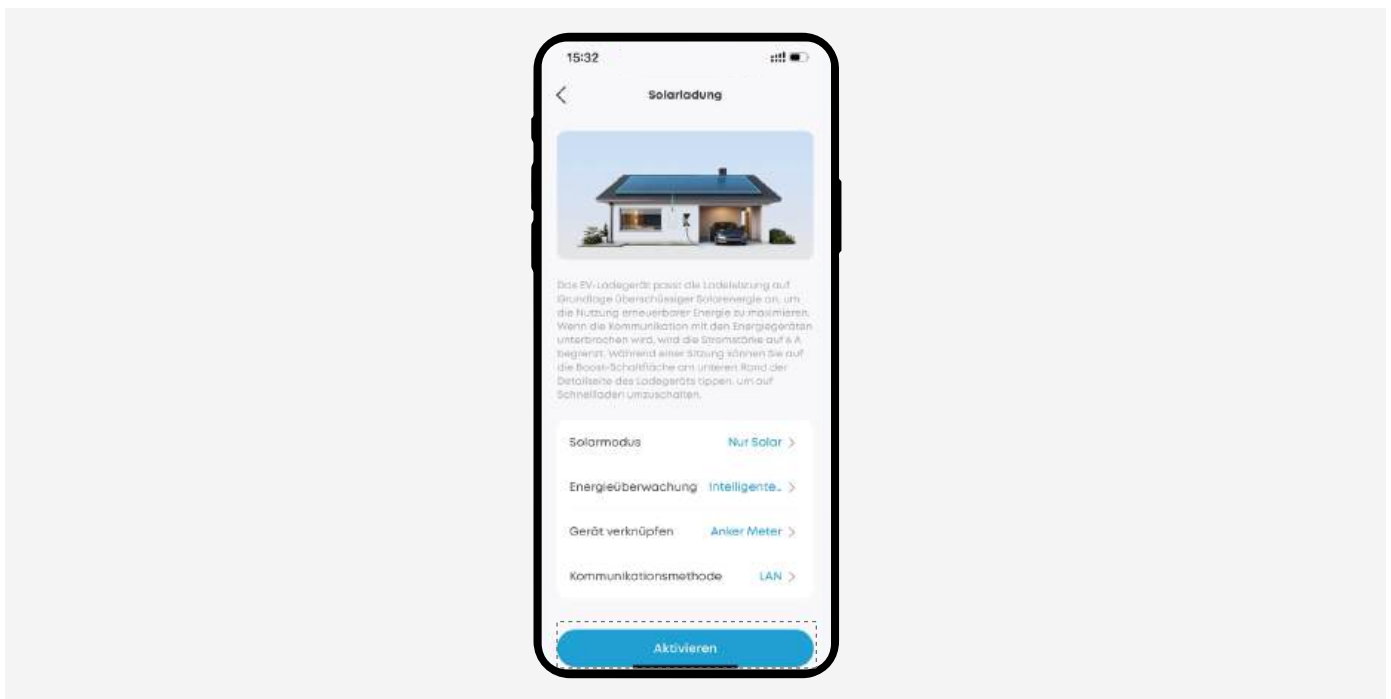 15:32
Solarladung
Das EV-Ladegerät passt die Ladeleistung auf
Grundlage überschüssiger Solarenergie an, um
die Nutzung erneuerbarer Energie zu maximieren.
Wenn die Kommunikation mit den Energiegeräten
unterbrochen wird, wird die Stromstärke auf 6 A
begrenzt. Während einer Sitzung können Sie auf
die Boost-Schaltfläche am unteren Rand der
Detailseite des Ladegeräts tippen, um auf
Schnellladen umzuschalten.
Solarmodus Nur Solar >
Energieüberwachung Intelligente... >
Gerät verknüpfen Anker Meter >
Kommunikationsmethode LAN >
Aktivieren